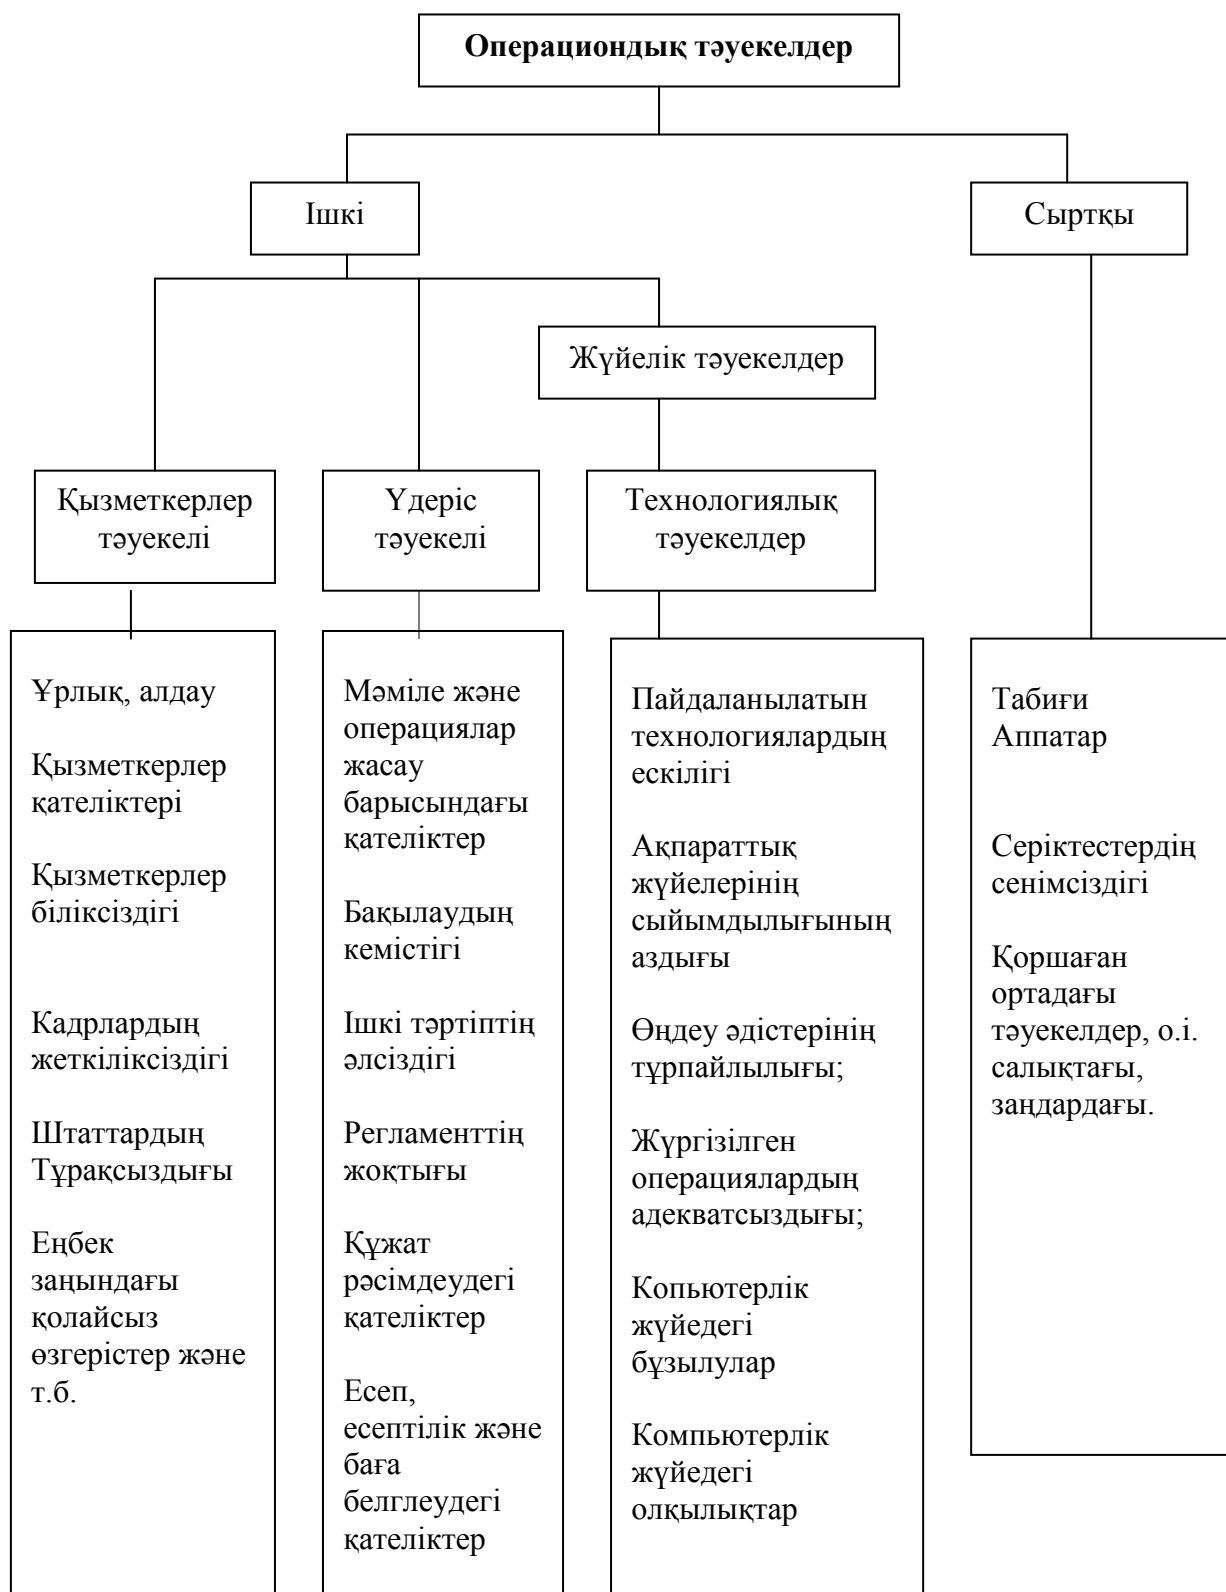 Операциондық тәуекелдер
Ішкі
Сыртқы
Жүйелік тәуекелдер
Қызметкерлер
тәуекелі
Үдеріс
тәуекелі
Технологиялық
тәуекелдер
Ұрлық, алдау
Қызметкерлер
қателіктері
Қызметкерлер
біліксіздігі
Кадрлардың
жеткіліксіздігі
Штаттардың
Тұрақсыздығы
Еңбек
заңындағы
қолайсыз
өзгерістер және
т.б.
Мәміле және
операциялар
жасау
барысындағы
қателіктер
Бақылаудың
кемістігі
Ішкі тәртіптің
әлсіздігі
Регламенттің
жоқтығы
Құжат
рәсімдеудегі
қателіктер
Есеп,
есептілік және
баға
белглеудегі
қателіктер
Пайдаланылатын
технологиялардың
ескілігі
Ақпараттық
жүйелерінің
сыйымдылығының
аздығы
Өңдеу әдістерінің
тұрпайлылығы;
Жүргізілген
операциялардың
адекватсыздығы;
Копьютерлік
жүйедегі
бұзылулар
Компьютерлік
жүйедегі
олқылықтар
Табиғи
Аппатар
Серіктестердің
сенімсіздігі
Қоршаған
ортадағы
тәуекелдер, о.і.
салықтағы,
заңдардағы.